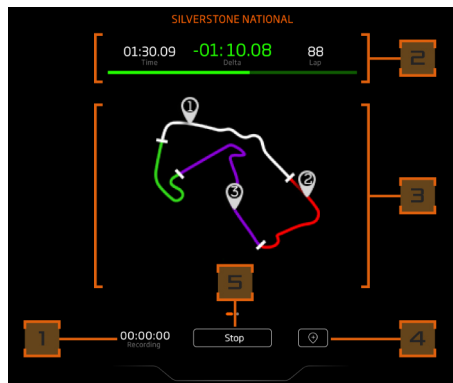 SILVERSTONE NATIONAL
01:30.09 -01:10.08 88
Time Delta Lap
2
1
3
2
3
5
1
00:00:00
Recording
Stop
4